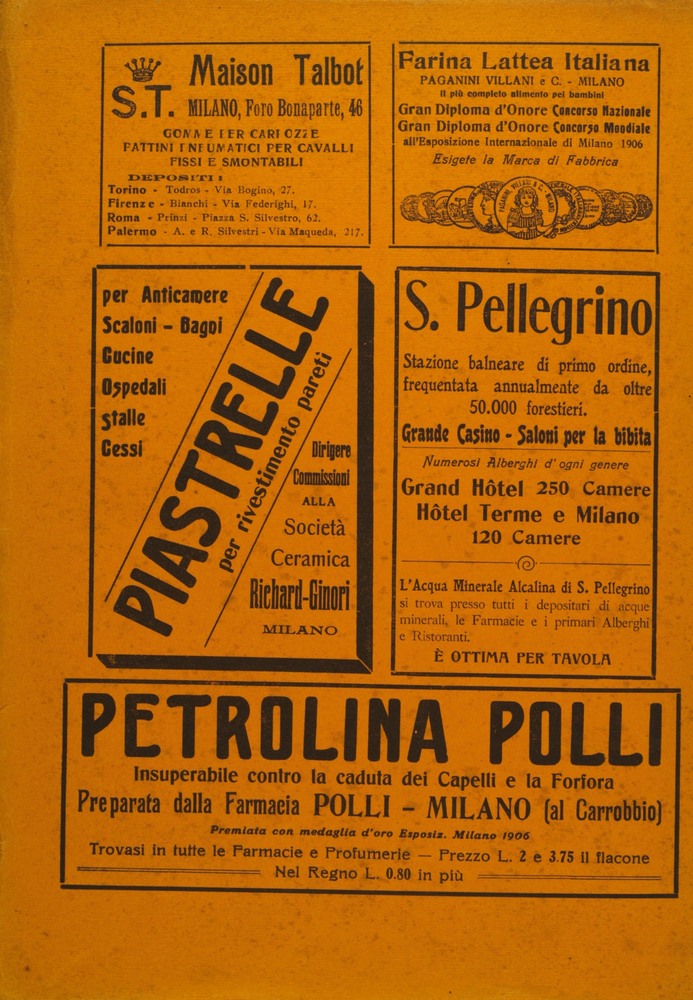 Maison Talbot
S.T. MILANO, Foro Bonaparte, 46
GOMME PER CAROZZE
PATTINI PNEUMATICI PER CAVALLI
FISSI E SMONTABILI
DEPOSITI:
Torino - Todros - Via Bogino, 27.
Firenze - Bianchi - Via Federighi, 17.
Roma - Prinzi - Piazza S. Silvestro, 62.
Palermo - A. e R. Silvestri - Via Maqueda, 217.
Farina Lattea Italiana
PAGANINI VILLANI e C. - MILANO
Il più completo alimento pei bambini
Gran Diploma d'Onore Concorso Nazionale
Gran Diploma d'Onore Concorso Mondiale
all'Esposizione Internazionale di Milano 1906
Esigete la Marca di Fabbrica
PAGANINI VILLANI & C. MILANO
per Anticamere
Scaloni - Bagni
Cucine
Ospedali
Stalle
Cessi
PIASTRELLE
per rivestimento pareti
Dirigere
Commissioni
ALLA
Società
Ceramica
Richard-Ginori
MILANO
S. Pellegrino
Stazione balneare di primo ordine,
frequentata annualmente da oltre
50.000 forestieri.
Grande Casino - Saloni per la bibita
Numerosi Alberghi d'ogni genere
Grand Hôtel 250 Camere
Hôtel Terme e Milano
120 Camere
L'Acqua Minerale Alcalina di S. Pellegrino
si trova presso tutti i depositari di acque
minerali, le Farmacie e i primari Alberghi
e Ristoranti.
È OTTIMA PER TAVOLA
PETROLINA POLLI
Insuperabile contro la caduta dei Capelli e la Forfora
Preparata dalla Farmacia POLLI - MILANO (al Carrobbio)
Premiata con medaglia d'oro Esposiz. Milano 1906
Trovasi in tutte le Farmacie e Profumerie — Prezzo L. 2 e 3.75 il flacone
Nel Regno L. 0.80 in più